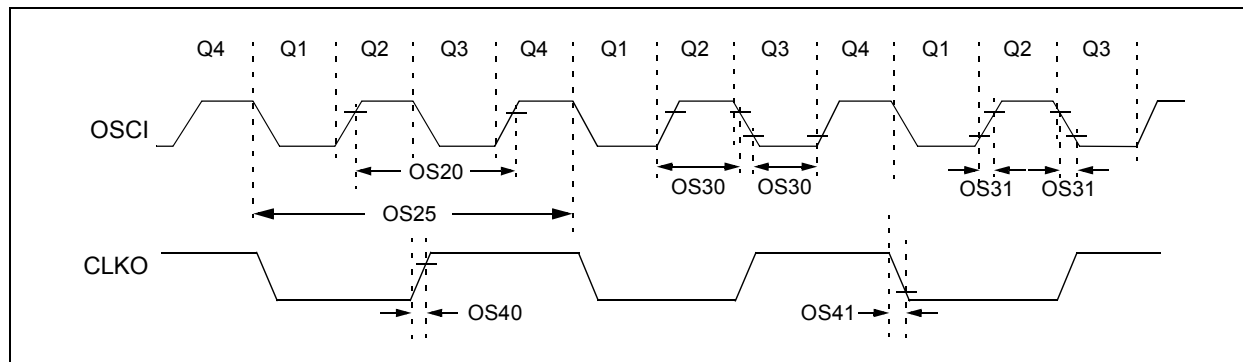 Q4 Q1 Q2 Q3 Q4 Q1 Q2 Q3 Q4 Q1 Q2 Q3
OSCI
OS20
OS30 OS30
OS31 OS31
OS25
CLKO
OS40
OS41